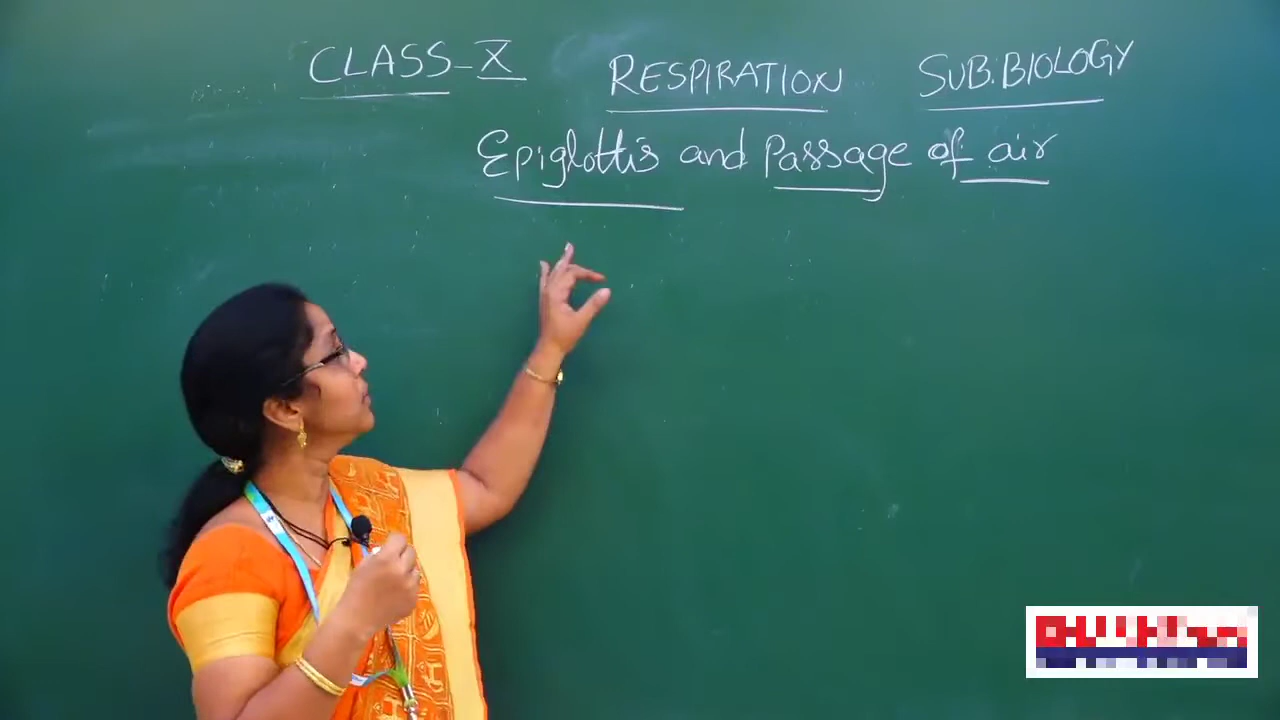 CLASS-X RESPIRATION SUB.BIOLOGY
Epiglottis and Passage of air